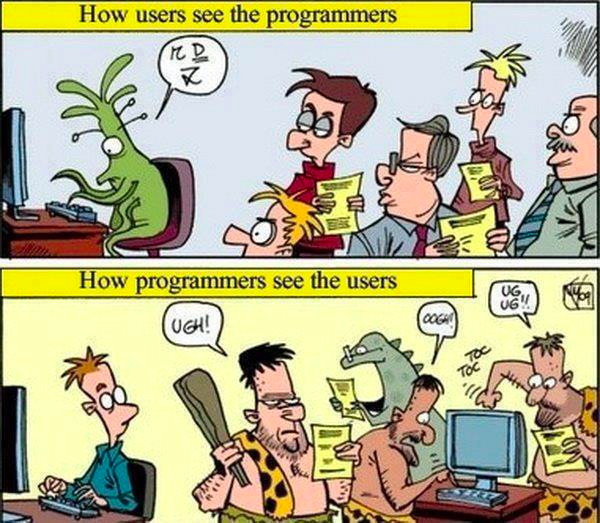 How users see the programmers
How programmers see the users
UGH!
OOGH!
UG
UG!!
TOC
TOC